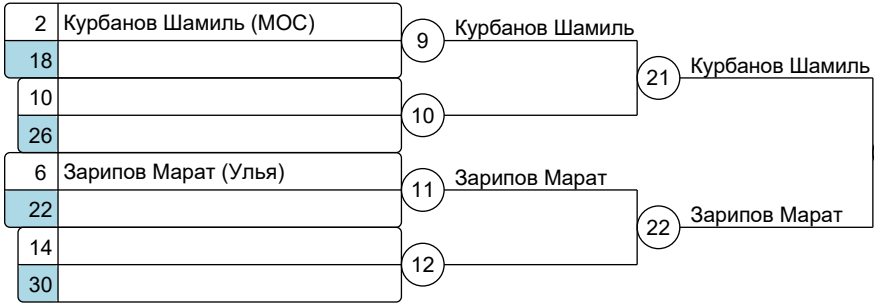 2 Курбанов Шамиль (МОС)
18
10
26
6 Зарипов Марат (Улья)
22
14
30
9 Курбанов Шамиль
10
11 Зарипов Марат
12
21 Курбанов Шамиль
22 Зарипов Марат